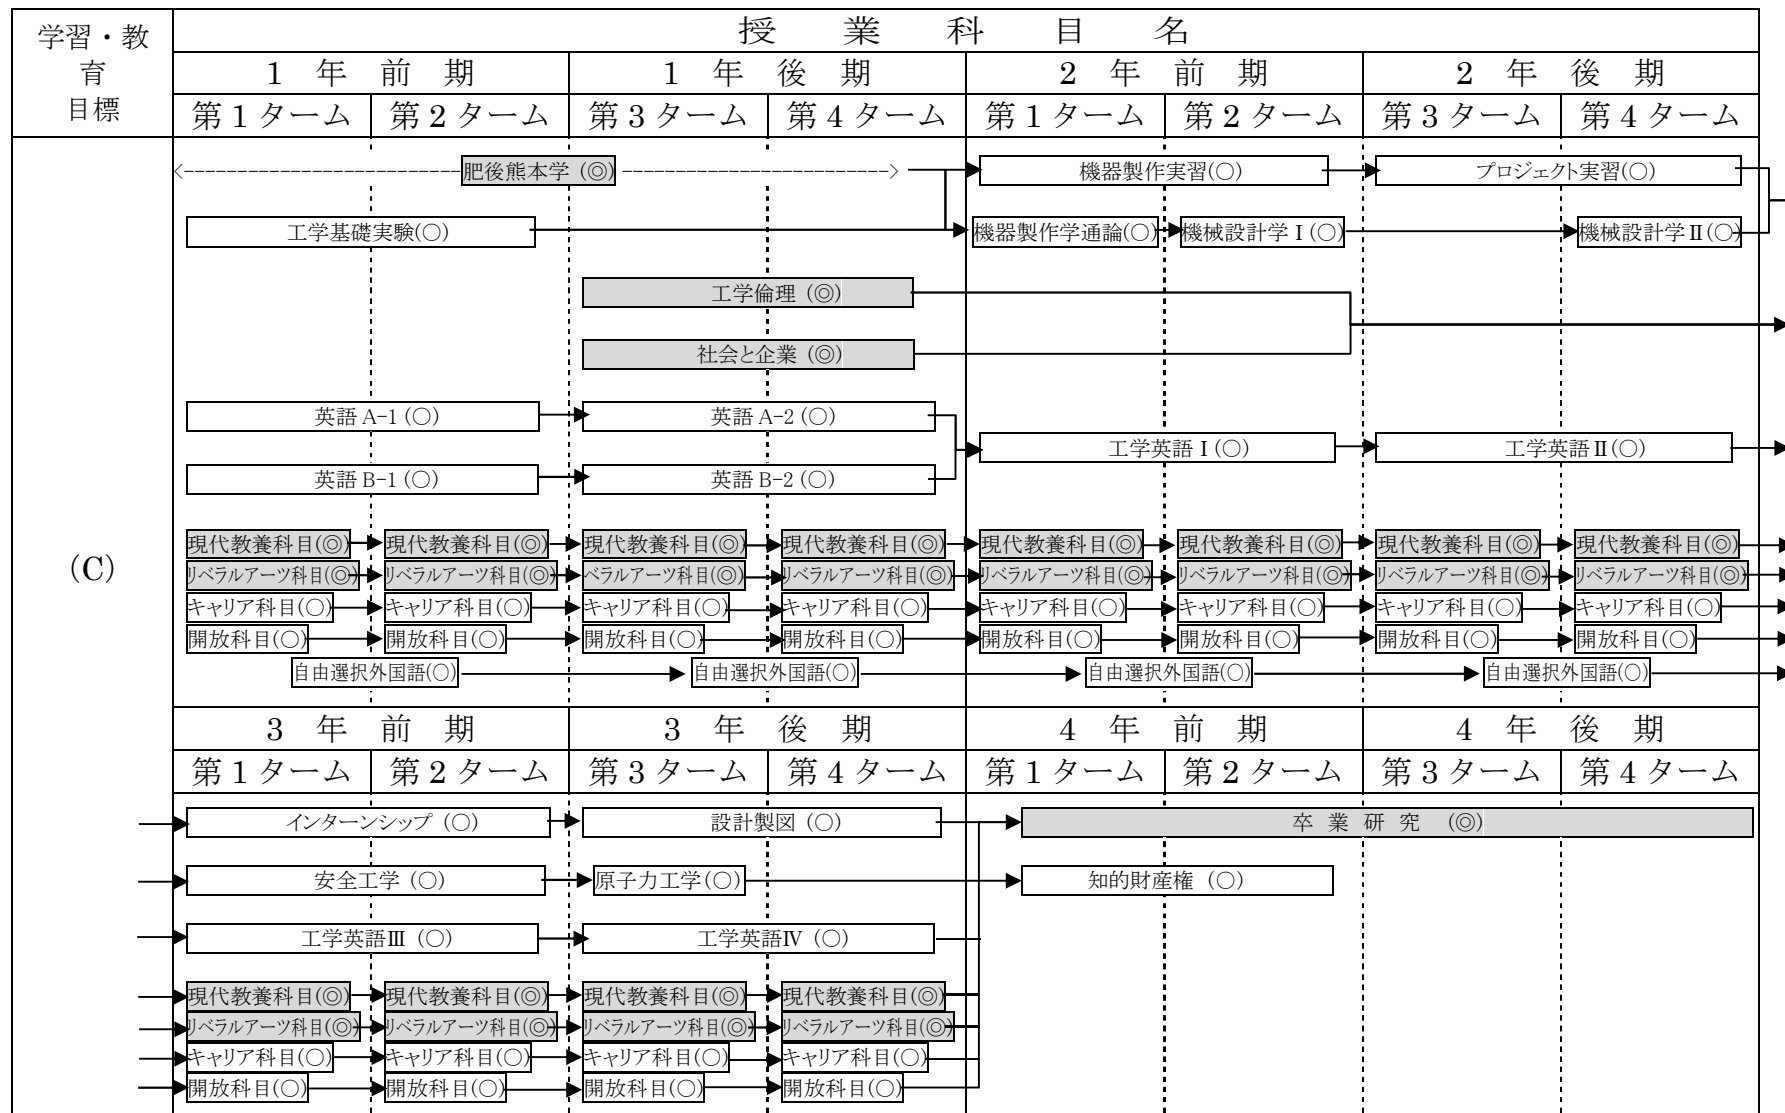 学習・教
育
目標
授業科目名
1年前期 1年後期 2年前期 2年後期
第1ターム 第2ターム 第3ターム 第4ターム 第1ターム 第2ターム 第3ターム 第4ターム
(C)
肥後熊本学 (◎) 機器製作実習(○) プロジェクト実習(○)
工学基礎実験(○) 機器製作学通論(○) 機械設計学Ⅰ(○) 機械設計学Ⅱ(○)
工学倫理 (◎)
社会と企業 (◎)
英語 A-1 (○) 英語 A-2 (○)
工学英語Ⅰ(○) 工学英語Ⅱ(○)
英語 B-1 (○) 英語 B-2 (○)
現代教養科目(◎) 現代教養科目(◎) 現代教養科目(◎) 現代教養科目(◎) 現代教養科目(◎) 現代教養科目(◎) 現代教養科目(◎) 現代教養科目(◎)
リベラルアーツ科目(◎) リベラルアーツ科目(◎) ベラルアーツ科目(◎) リベラルアーツ科目(◎) リベラルアーツ科目(◎) リベラルアーツ科目(◎) リベラルアーツ科目(◎) リベラルアーツ科目(◎)
キャリア科目(○) キャリア科目(○) キャリア科目(○) キャリア科目(○) キャリア科目(○) キャリア科目(○) キャリア科目(○) キャリア科目(○)
開放科目(○) 開放科目(○) 開放科目(○) 開放科目(○) 開放科目(○) 開放科目(○) 開放科目(○) 開放科目(○)
自由選択外国語(○) 自由選択外国語(○) 自由選択外国語(○) 自由選択外国語(○)
3年前期 3年後期 4年前期 4年後期
第1ターム 第2ターム 第3ターム 第4ターム 第1ターム 第2ターム 第3ターム 第4ターム
インターンシップ (○) 設計製図 (○) 卒業研究 (◎)
安全工学 (○) 原子力工学(○) 知的財産権 (○)
工学英語Ⅲ (○) 工学英語Ⅳ (○)
現代教養科目(◎) 現代教養科目(◎) 現代教養科目(◎) 現代教養科目(◎)
リベラルアーツ科目(◎) リベラルアーツ科目(◎) リベラルアーツ科目(◎) リベラルアーツ科目(◎)
キャリア科目(○) キャリア科目(○) キャリア科目(○) キャリア科目(○)
開放科目(○) 開放科目(○) 開放科目(○) 開放科目(○)